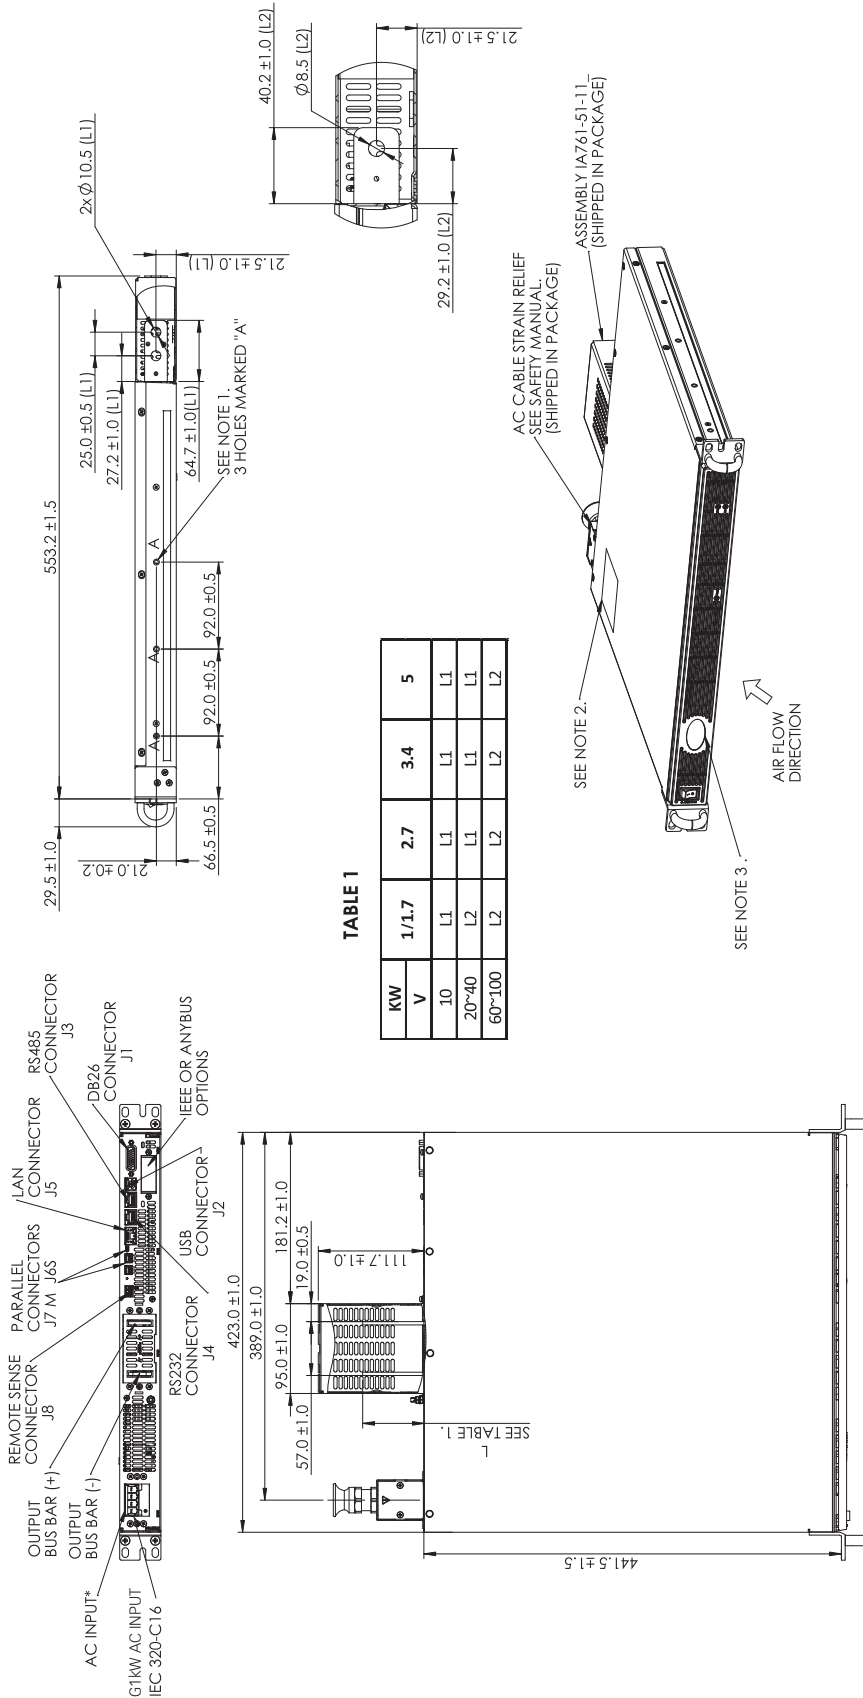 OUTPUT
BUS BAR (+)
REMOTE SENSE
CONNECTOR
J8
PARALLEL
CONNECTORS
J7 M J6S
LAN
CONNECTOR
J5
RS485
CONNECTOR
J3
DB26
CONNECTOR
J1
OUTPUT
BUS BAR (-)
AC INPUT*
G1kW AC INPUT
IEC 320-C16
RS232
CONNECTOR
J4
USB
CONNECTOR
J2
IEEE OR ANYBUS
OPTIONS
29.5 ±1.0
553.2 ±1.5
21.0 ±0.2
66.5 ±0.5
92.0 ±0.5
92.0 ±0.5
A
A
A
25.0 ±0.5 (L1)
27.2 ±1.0 (L1)
2x Ø10.5 (L1)
21.5 ±1.0 (L1)
64.7 ±1.0(L1)
SEE NOTE 1.
3 HOLES MARKED "A"
40.2 ±1.0 (L2)
Ø8.5 (L2)
21.5 ±1.0 (L2)
29.2 ±1.0 (L2)
423.0 ±1.0
389.0 ±1.0
181.2 ±1.0
19.0 ±0.5
95.0 ±1.0
57.0 ±1.0
111.7 ±1.0
L
SEE TABLE 1.
441.5 ±1.5
TABLE 1
KW 1/1.7 2.7 3.4 5
V
10 L1 L1 L1 L1
20~40 L2 L1 L1 L1
60~100 L2 L2 L2 L2
AC CABLE STRAIN RELIEF
SEE SAFETY MANUAL.
(SHIPPED IN PACKAGE)
ASSEMBLY IA761-51-11_
(SHIPPED IN PACKAGE)
SEE NOTE 2.
SEE NOTE 3 .
AIR FLOW
DIRECTION